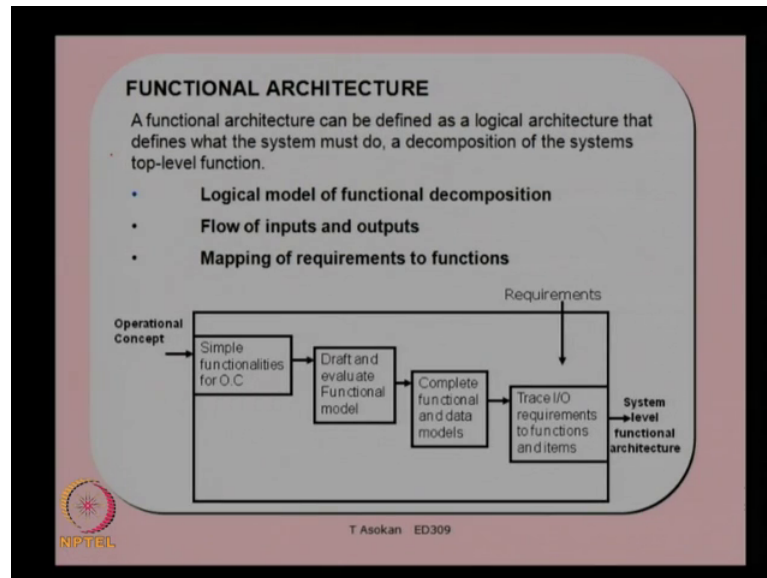 FUNCTIONAL ARCHITECTURE
A functional architecture can be defined as a logical architecture that
defines what the system must do, a decomposition of the systems
top-level function.
• Logical model of functional decomposition
• Flow of inputs and outputs
• Mapping of requirements to functions
Requirements
Operational
Concept
Simple
functionalities
for O.C
Draft and
evaluate
Functional
model
Complete
functional
and data
models
Trace I/O
requirements
to functions
and items
System
level
functional
architecture
NPTEL
T Asokan ED309